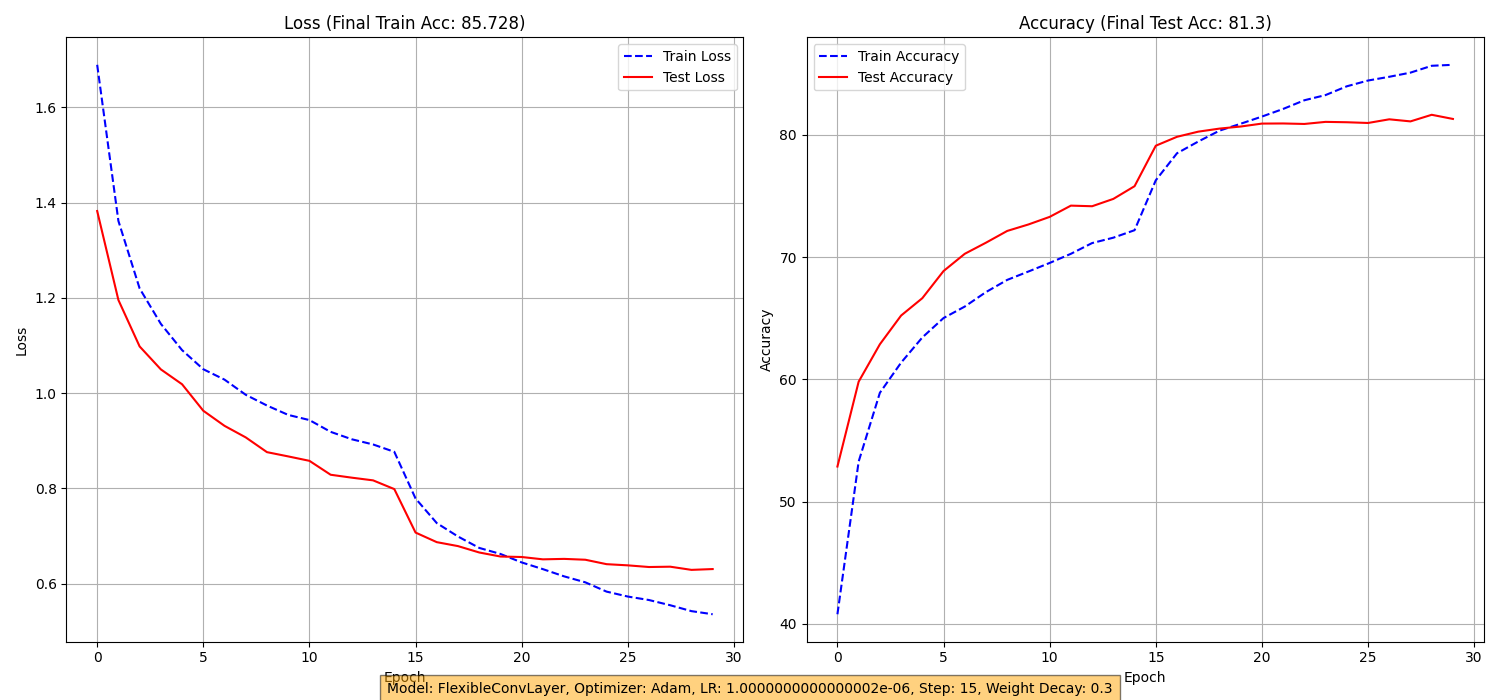 Loss (Final Train Acc: 85.728)
Train Loss
Test Loss
Loss
1.6
1.4
1.2
1.0
0.8
0.6
0 5 10 15 20 25 30
Epoch
Accuracy (Final Test Acc: 81.3)
Train Accuracy
Test Accuracy
Accuracy
80
70
60
50
40
0 5 10 15 20 25 30
Epoch
Model: FlexibleConvLayer, Optimizer: Adam, LR: 1.0000000000000002e-06, Step: 15, Weight Decay: 0.3